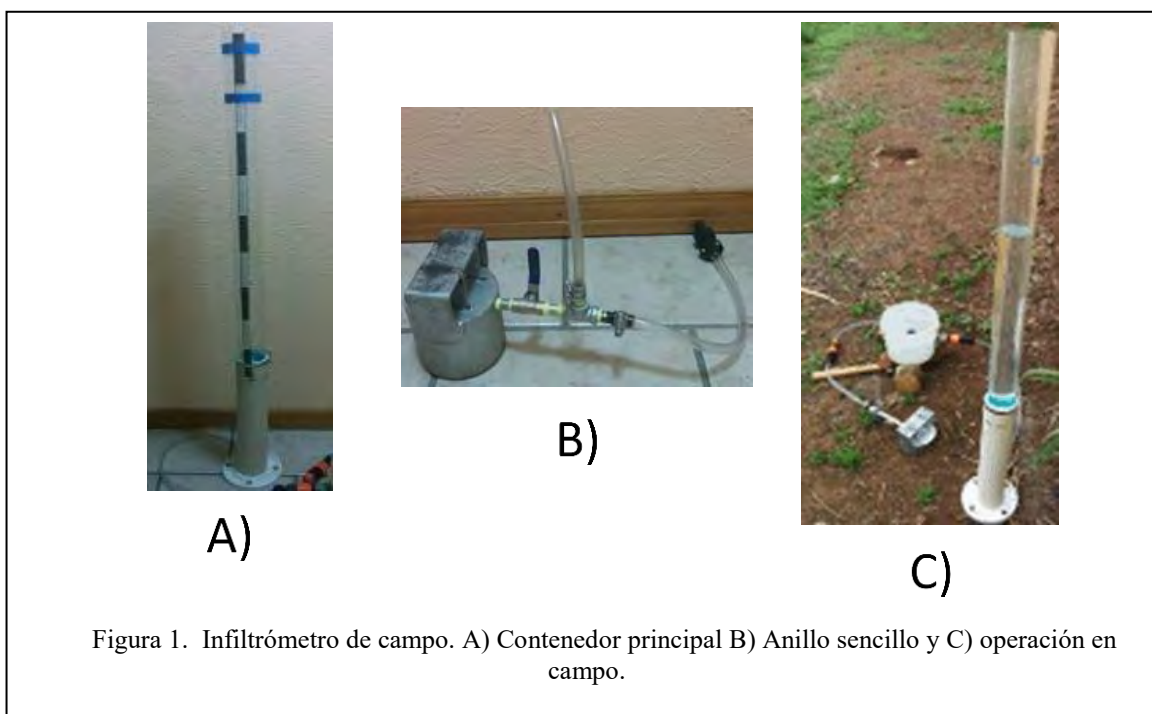 A)
B)
C)
Figura 1. Infiltrómetro de campo. A) Contenedor principal B) Anillo sencillo y C) operación en
campo.